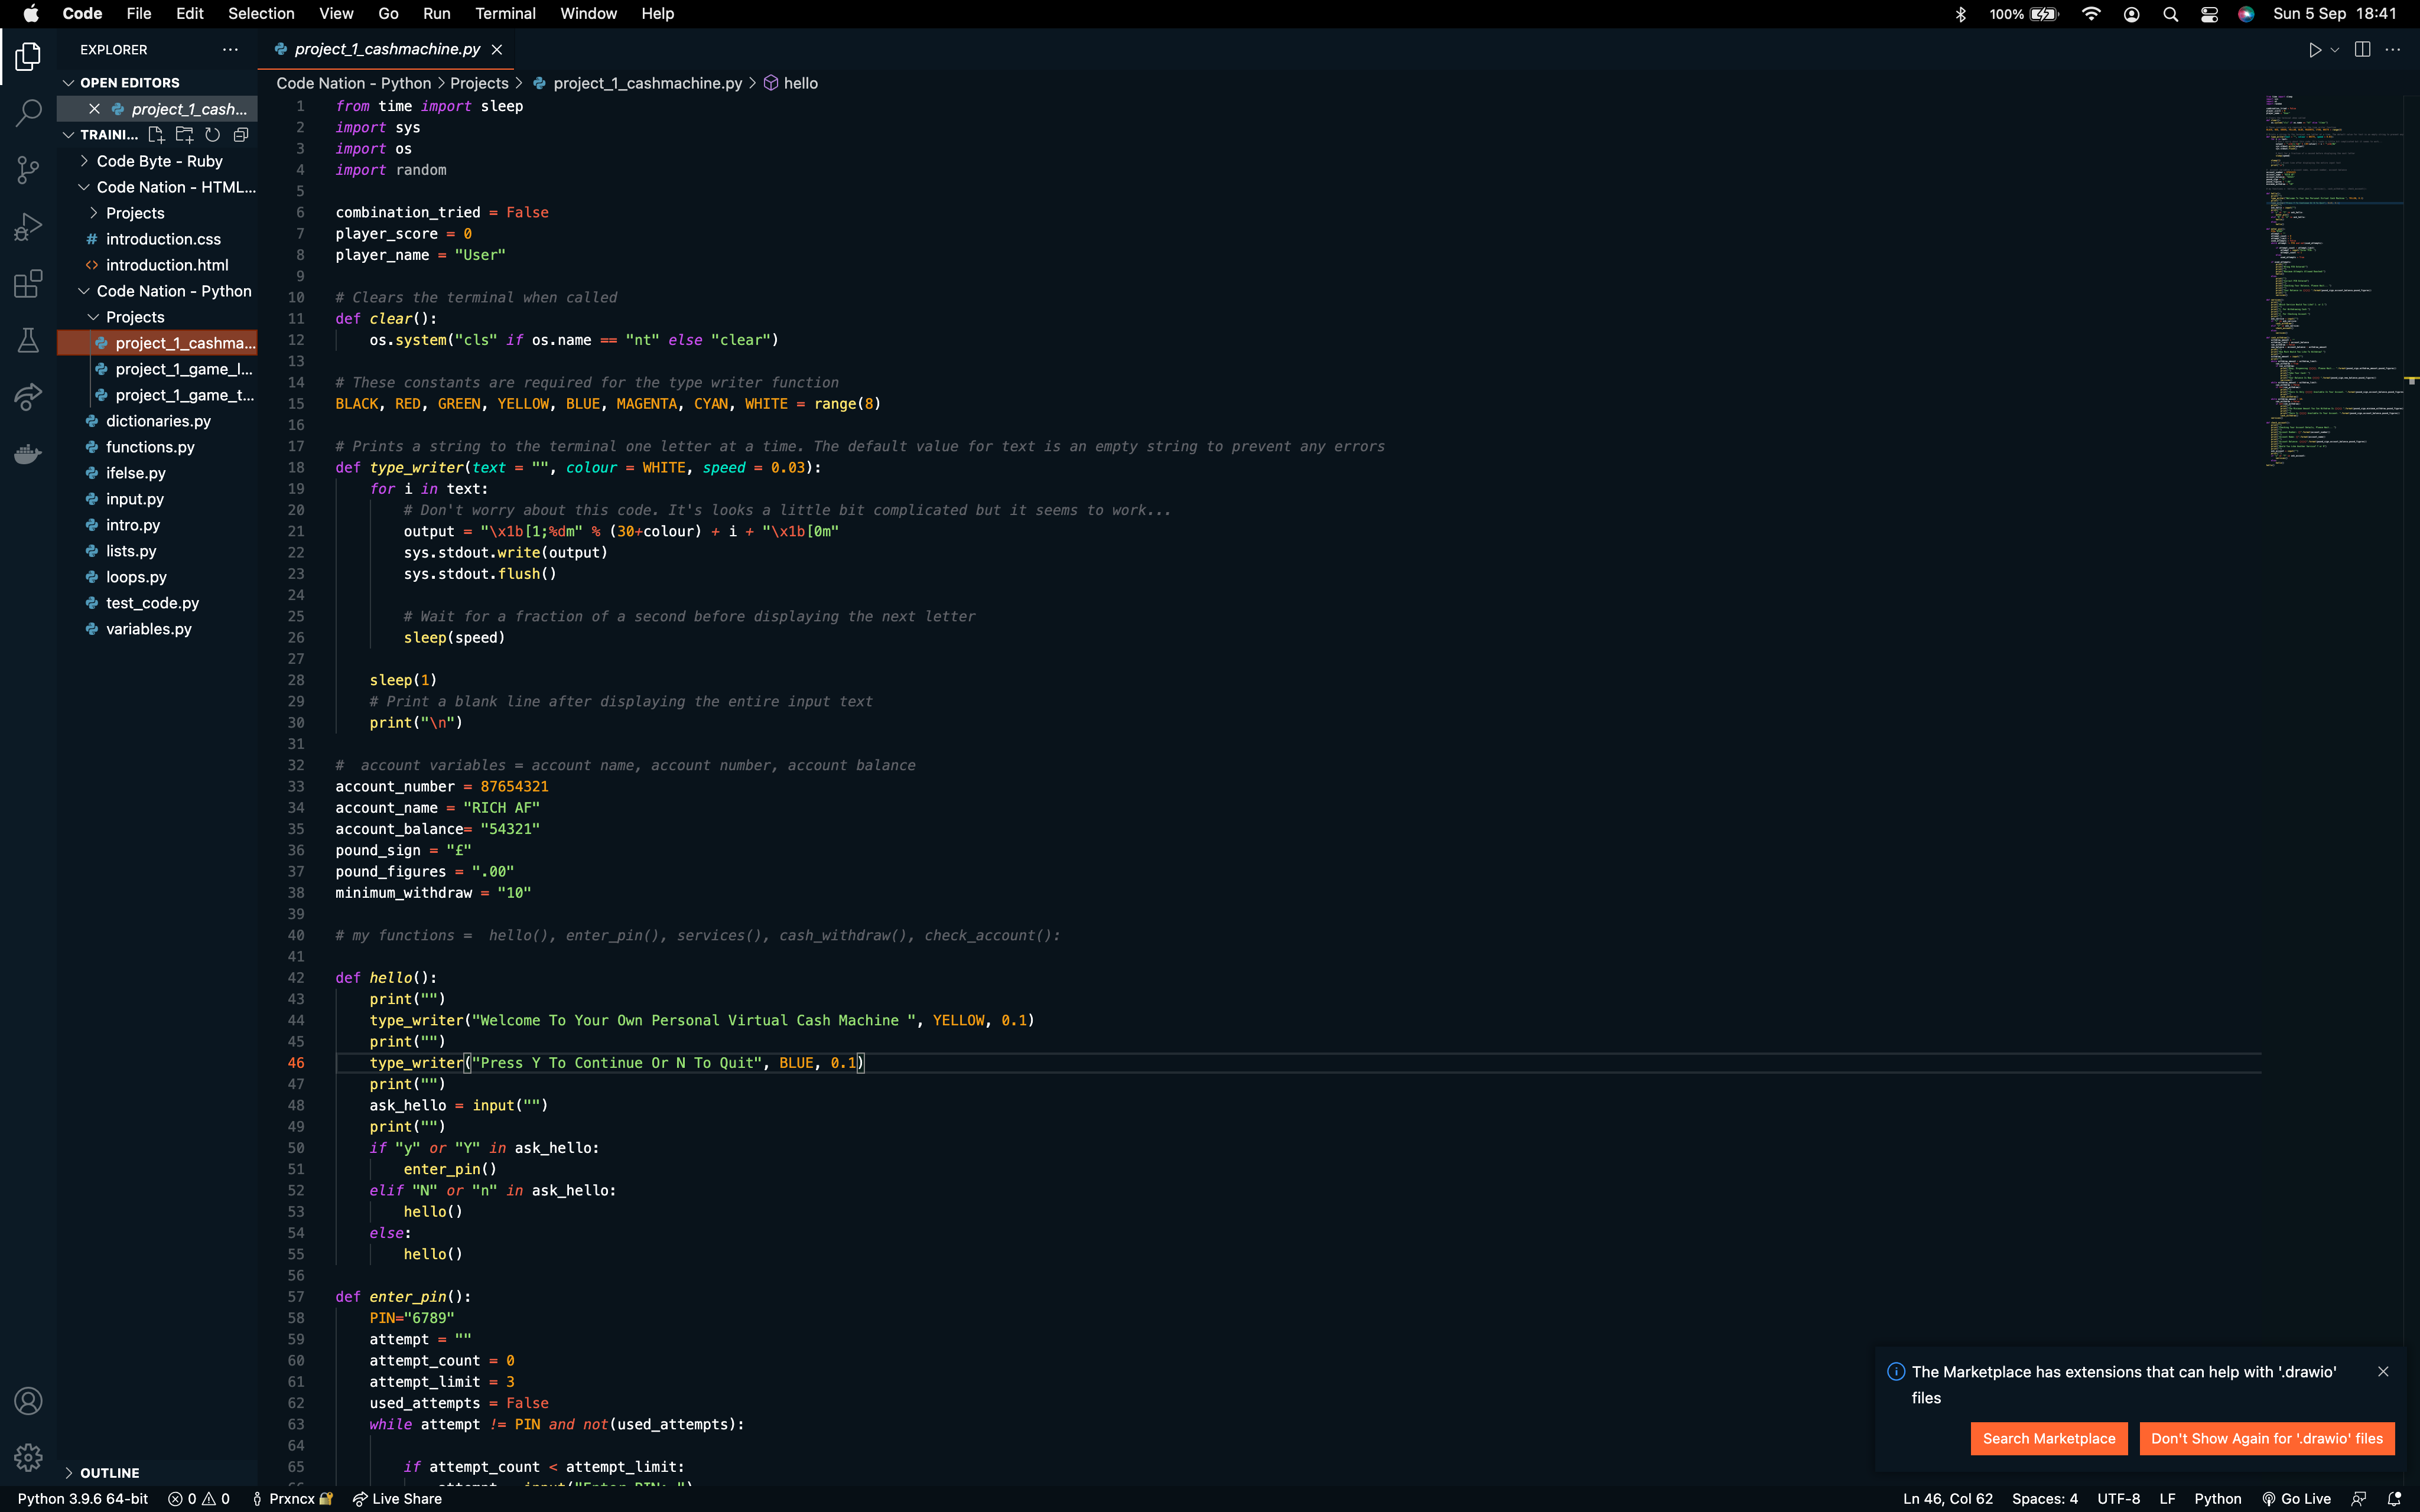 Code File Edit Selection View Go Run Terminal Window Help 100% Sun 5 Sep 18:41
EXPLORER
project_1_cashmachine.py
OPEN EDITORS
Code Nation - Python > Projects > project_1_cashmachine.py > hello
project_1_cash...
TRAINI...
Code Byte - Ruby
Code Nation - HTML...
Projects
introduction.css
introduction.html
Code Nation - Python
Projects
project_1_cashma...
project_1_game_l...
project_1_game_t...
dictionaries.py
functions.py
ifelse.py
input.py
intro.py
lists.py
loops.py
test_code.py
variables.py
OUTLINE
1 from time import sleep
2 import sys
3 import os
4 import random
5
6 combination_tried = False
7 player_score = 0
8 player_name = "User"
9
10 # Clears the terminal when called
11 def clear():
12 os.system("cls" if os.name == "nt" else "clear")
13
14 # These constants are required for the type writer function
15 BLACK, RED, GREEN, YELLOW, BLUE, MAGENTA, CYAN, WHITE = range(8)
16
17 # Prints a string to the terminal one letter at a time. The default value for text is an empty string to prevent any errors
18 def type_writer(text = "", colour = WHITE, speed = 0.03):
19 for i in text:
20 # Don't worry about this code. It's looks a little bit complicated but it seems to work...
21 output = "\x1b[1;%dm" % (30+colour) + i + "\x1b[0m"
22 sys.stdout.write(output)
23 sys.stdout.flush()
24
25 # Wait for a fraction of a second before displaying the next letter
26 sleep(speed)
27
28 sleep(1)
29 # Print a blank line after displaying the entire input text
30 print("\n")
31
32 #  account variables = account name, account number, account balance
33 account_number = 87654321
34 account_name = "RICH AF"
35 account_balance= "54321"
36 pound_sign = "£"
37 pound_figures = ".00"
38 minimum_withdraw = "10"
39
40 # my functions =  hello(), enter_pin(), services(), cash_withdraw(), check_account():
41
42 def hello():
43 print("")
44 type_writer("Welcome To Your Own Personal Virtual Cash Machine ", YELLOW, 0.1)
45 print("")
46 type_writer("Press Y To Continue Or N To Quit", BLUE, 0.1)
47 print("")
48 ask_hello = input("")
49 print("")
50 if "y" or "Y" in ask_hello:
51 enter_pin()
52 elif "N" or "n" in ask_hello:
53 hello()
54 else:
55 hello()
56
57 def enter_pin():
58 PIN="6789"
59 attempt = ""
60 attempt_count = 0
61 attempt_limit = 3
62 used_attempts = False
63 while attempt != PIN and not(used_attempts):
64
65 if attempt_count < attempt_limit:
The Marketplace has extensions that can help with '.drawio'
files
Search Marketplace Don't Show Again for '.drawio' files
Python 3.9.6 64-bit 0 0 Prxncx Live Share Ln 46, Col 62 Spaces: 4 UTF-8 LF Python Go Live